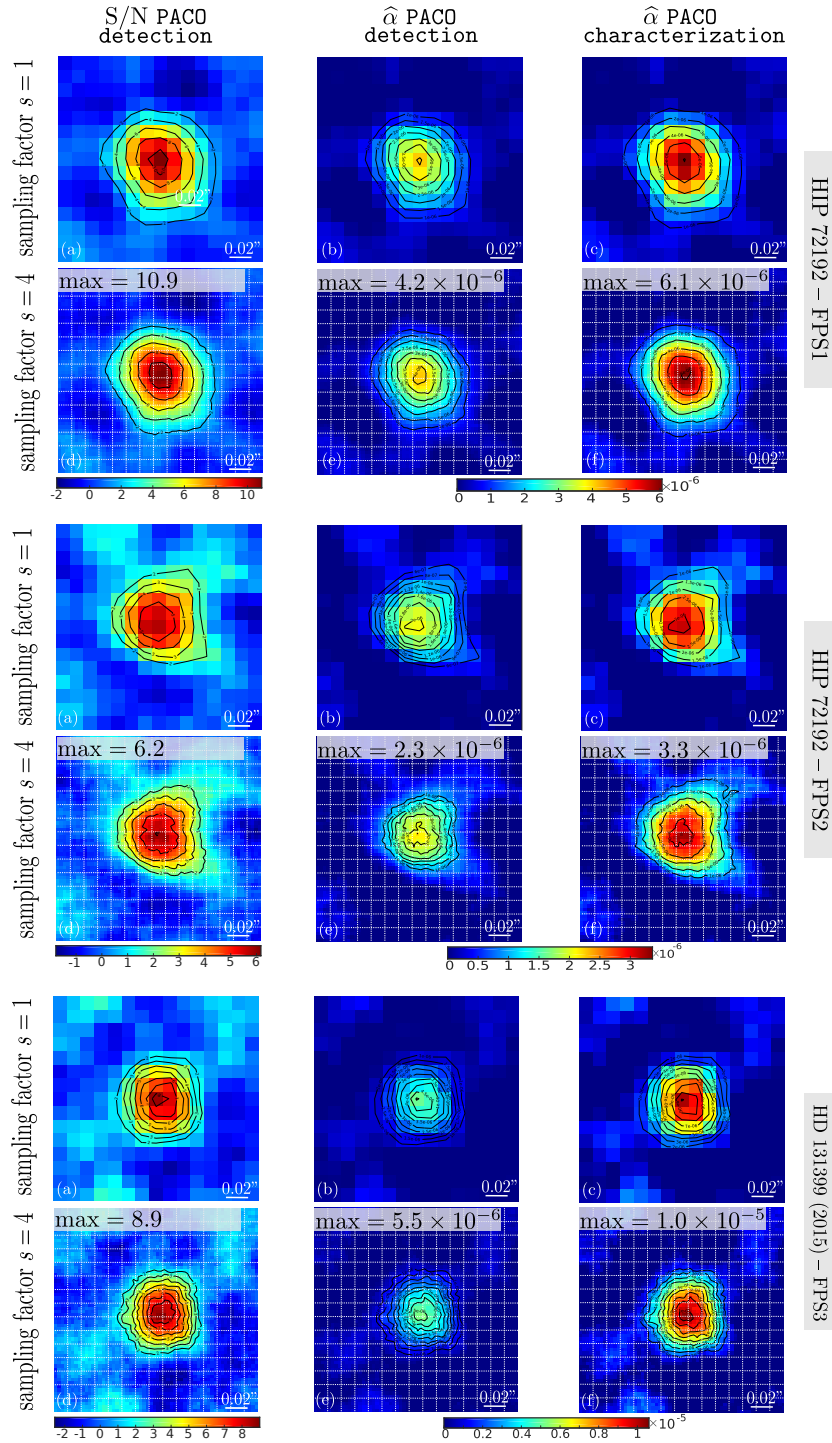 S/N PACO
detection
α̂ PACO
detection
α̂ PACO
characterization
sampling factor s = 1
0.02"
(a)
0.02"
(b)
0.02"
(c)
0.02"
HIP 72192 – FPS1
sampling factor s = 4
max = 10.9
(d)
0.02"
max = 4.2 × 10⁻⁶
(e)
0.02"
max = 6.1 × 10⁻⁶
(f)
0.02"
-2 0 2 4 6 8 10
0 1 2 3 4 5 6 ×10⁻⁶
sampling factor s = 1
(a)
0.02"
(b)
0.02"
(c)
0.02"
HIP 72192 – FPS2
sampling factor s = 4
max = 6.2
(d)
0.02"
max = 2.3 × 10⁻⁶
(e)
0.02"
max = 3.3 × 10⁻⁶
(f)
0.02"
-1 0 1 2 3 4 5 6
0 0.5 1 1.5 2 2.5 3 ×10⁻⁶
sampling factor s = 1
(a)
0.02"
(b)
0.02"
(c)
0.02"
HD 131399 (2015) – FPS3
sampling factor s = 4
max = 8.9
(d)
0.02"
max = 5.5 × 10⁻⁶
(e)
0.02"
max = 1.0 × 10⁻⁵
(f)
0.02"
-2 -1 0 1 2 3 4 5 6 7 8
0 0.2 0.4 0.6 0.8 1 ×10⁻⁵